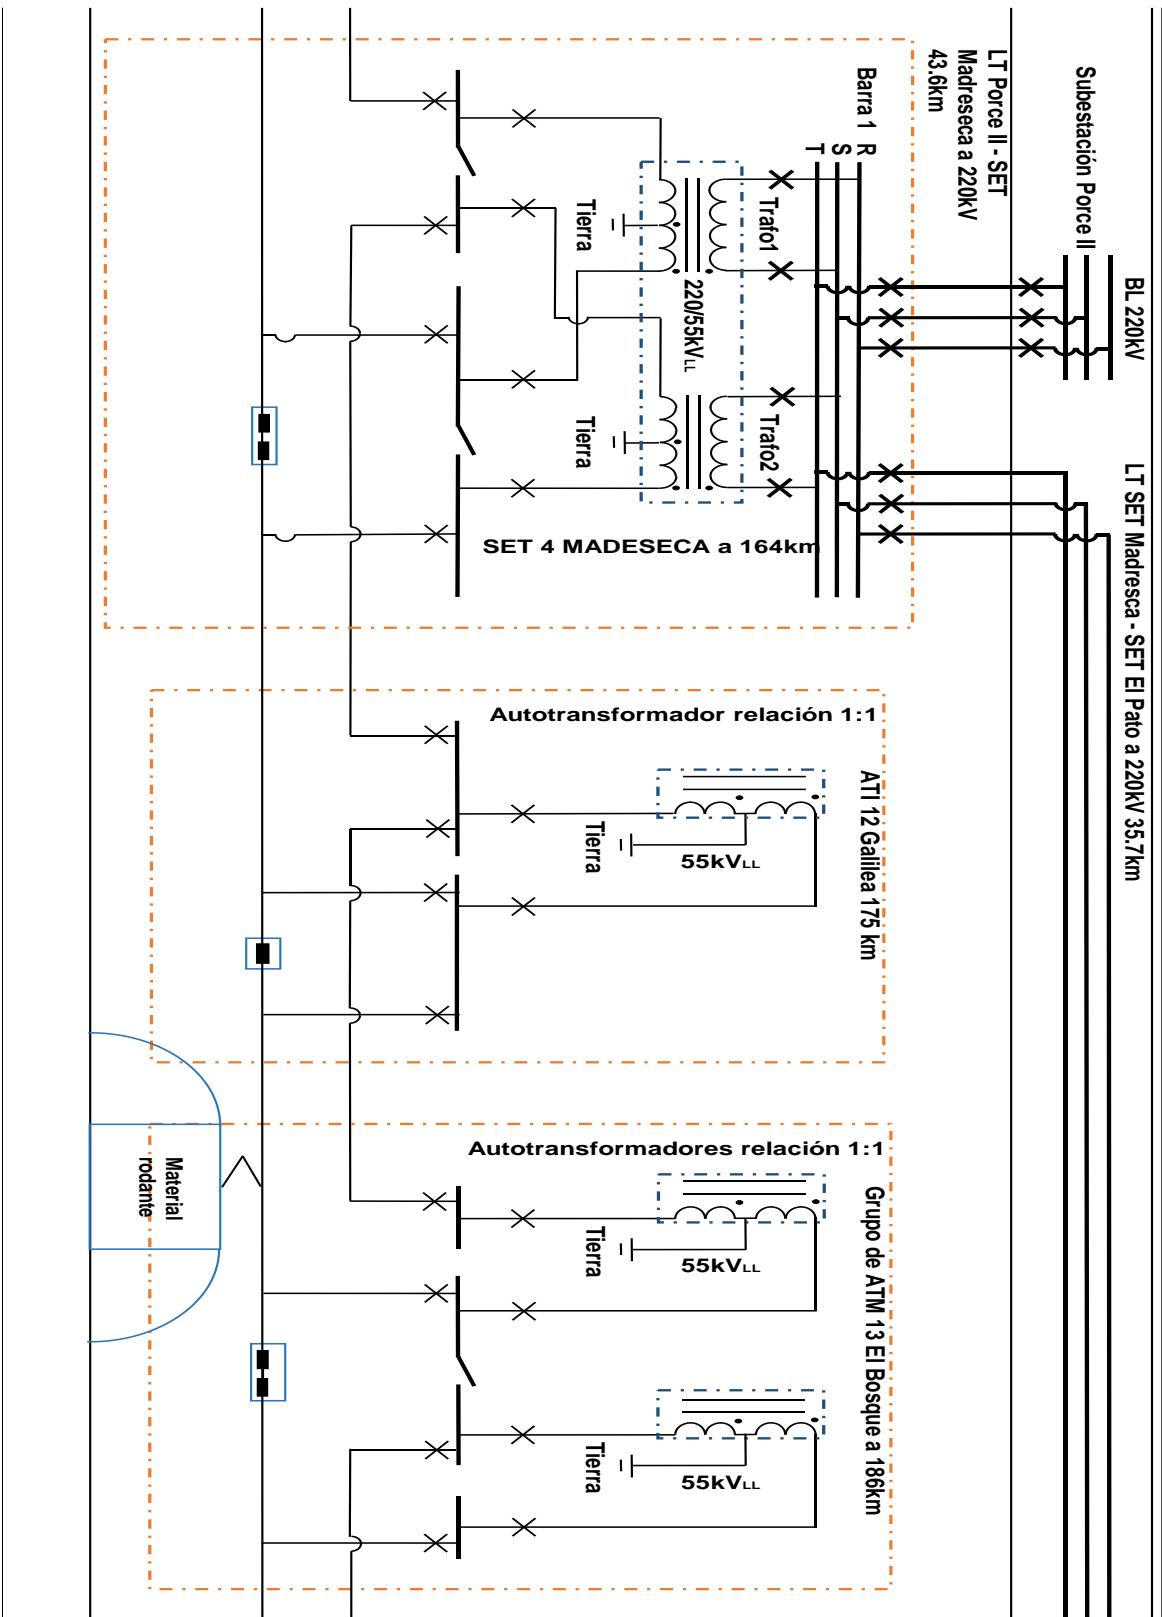 BL 220kV
Subestación Porce II
LT Porce II - SET
Madreseca a 220kV
43.6km
LT SET Madresca - SET El Pato a 220kV 35.7km
Barra 1
R
S
T
Trafo1
Trafo2
220/55kVLL
Tierra
Tierra
SET 4 MADESECA a 164km
Autotransformador relación 1:1
ATI 12 Galilea 175 km
55kVLL
Tierra
Autotransformadores relación 1:1
Grupo de ATM 13 El Bosque a 186km
55kVLL
Tierra
55kVLL
Tierra
Material
rodante